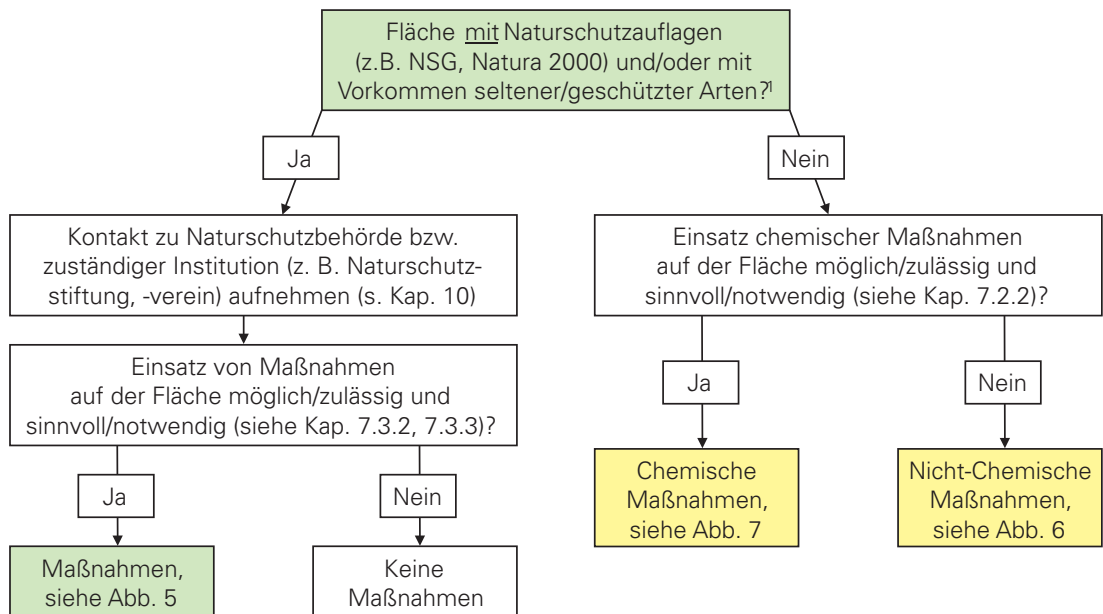 Fläche mit Naturschutzauflagen
(z.B. NSG, Natura 2000) und/oder mit
Vorkommen seltener/geschützter Arten?¹
Ja
Nein
Kontakt zu Naturschutzbehörde bzw.
zuständiger Institution (z. B. Naturschutz-
stiftung, -verein) aufnehmen (s. Kap. 10)
Einsatz chemischer Maßnahmen
auf der Fläche möglich/zulässig und
sinnvoll/notwendig (siehe Kap. 7.2.2)?
Einsatz von Maßnahmen
auf der Fläche möglich/zulässig und
sinnvoll/notwendig (siehe Kap. 7.3.2, 7.3.3)?
Ja
Nein
Ja
Nein
Maßnahmen,
siehe Abb. 5
Keine
Maßnahmen
Chemische
Maßnahmen,
siehe Abb. 7
Nicht-Chemische
Maßnahmen,
siehe Abb. 6